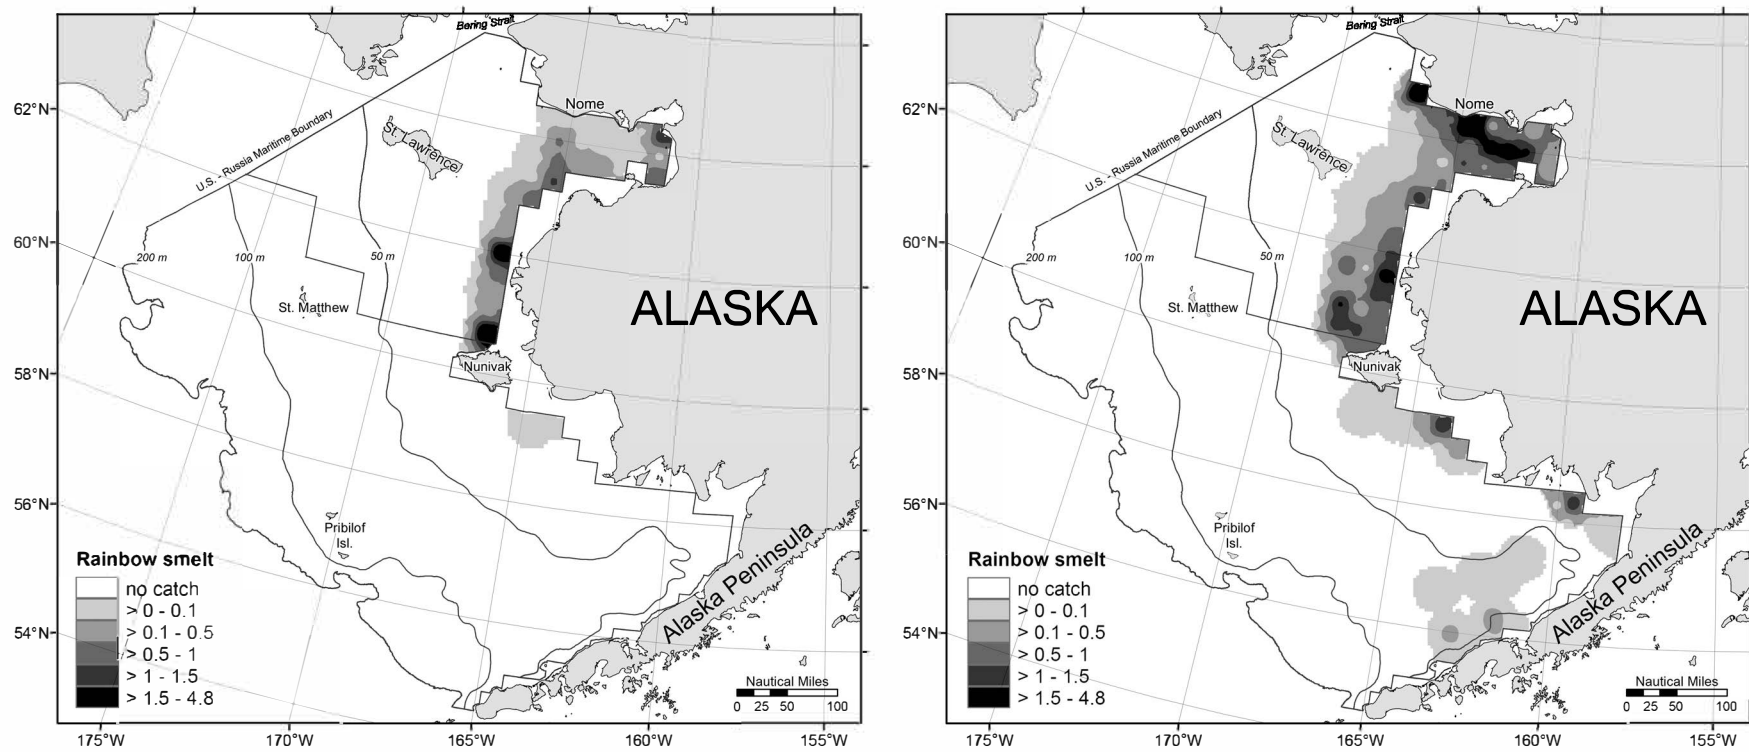 Bering Strait
Nome
62°N
St. Lawrence
U.S. - Russia Maritime Boundary
60°N
200 m
100 m
50 m
St. Matthew
ALASKA
58°N
Nunivak
56°N
Pribilof
Isl.
Rainbow smelt
no catch
> 0 - 0.1
> 0.1 - 0.5
> 0.5 - 1
> 1 - 1.5
> 1.5 - 4.8
54°N
Alaska Peninsula
Nautical Miles
0 25 50 100
175°W 170°W 165°W 160°W 155°W
Bering Strait
Nome
62°N
St. Lawrence
U.S. - Russia Maritime Boundary
60°N
200 m
100 m
50 m
St. Matthew
ALASKA
58°N
Nunivak
56°N
Pribilof
Isl.
Rainbow smelt
no catch
> 0 - 0.1
> 0.1 - 0.5
> 0.5 - 1
> 1 - 1.5
> 1.5 - 4.8
54°N
Alaska Peninsula
Nautical Miles
0 25 50 100
175°W 170°W 165°W 160°W 155°W